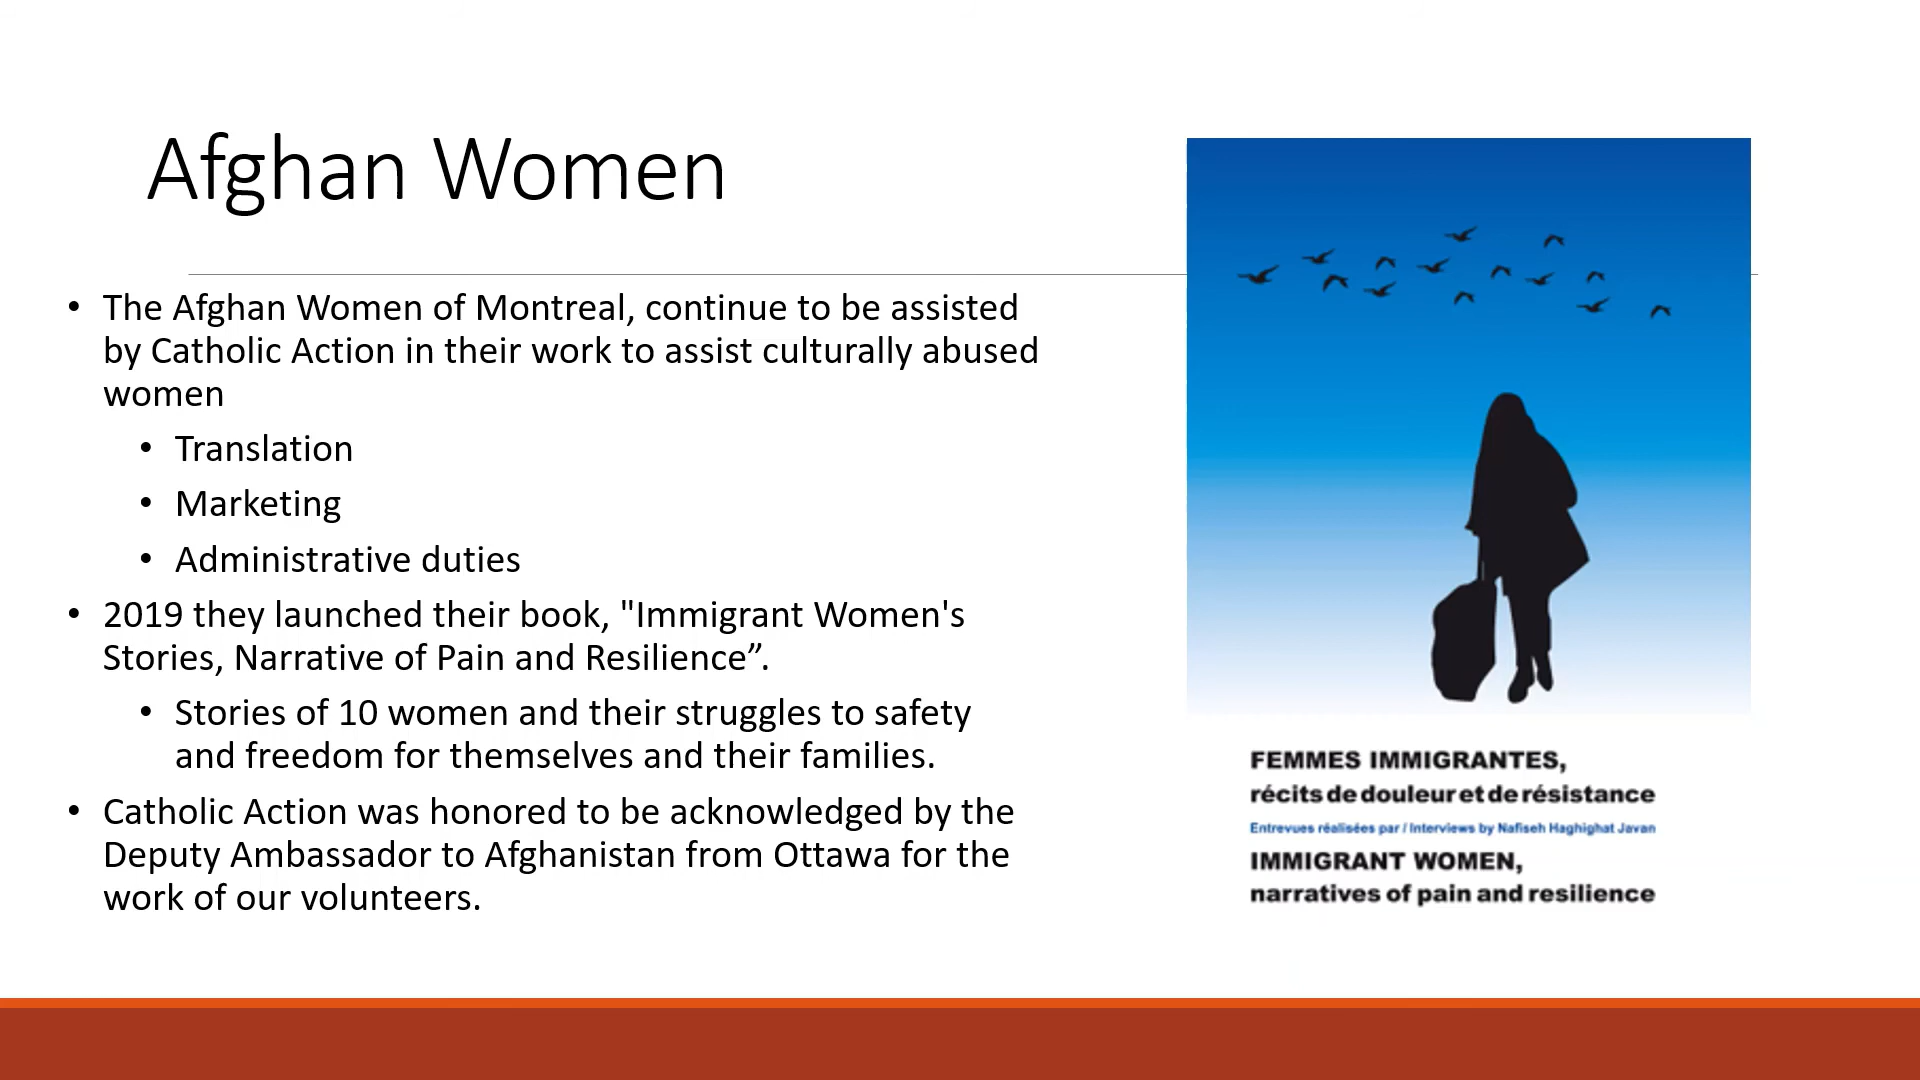 Afghan Women
• The Afghan Women of Montreal, continue to be assisted
by Catholic Action in their work to assist culturally abused
women
• Translation
• Marketing
• Administrative duties
• 2019 they launched their book, "Immigrant Women's
Stories, Narrative of Pain and Resilience”.
• Stories of 10 women and their struggles to safety
and freedom for themselves and their families.
• Catholic Action was honored to be acknowledged by the
Deputy Ambassador to Afghanistan from Ottawa for the
work of our volunteers.
FEMMES IMMIGRANTES,
récits de douleur et de résistance
Entrevues réalisées par / Interviews by Nafiseh Haghighat Javan
IMMIGRANT WOMEN,
narratives of pain and resilience